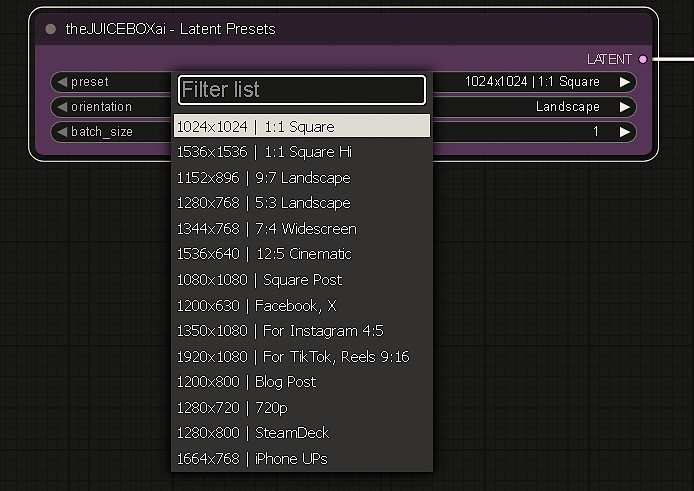 theJUICEBOXai - Latent Presets
LATENT
preset 1024x1024 | 1:1 Square
orientation Landscape
batch_size 1
Filter list
1024x1024 | 1:1 Square
1536x1536 | 1:1 Square Hi
1152x896 | 9:7 Landscape
1280x768 | 5:3 Landscape
1344x768 | 7:4 Widescreen
1536x640 | 12:5 Cinematic
1080x1080 | Square Post
1200x630 | Facebook, X
1350x1080 | For Instagram 4:5
1920x1080 | For TikTok, Reels 9:16
1200x800 | Blog Post
1280x720 | 720p
1280x800 | SteamDeck
1664x768 | iPhone UPs